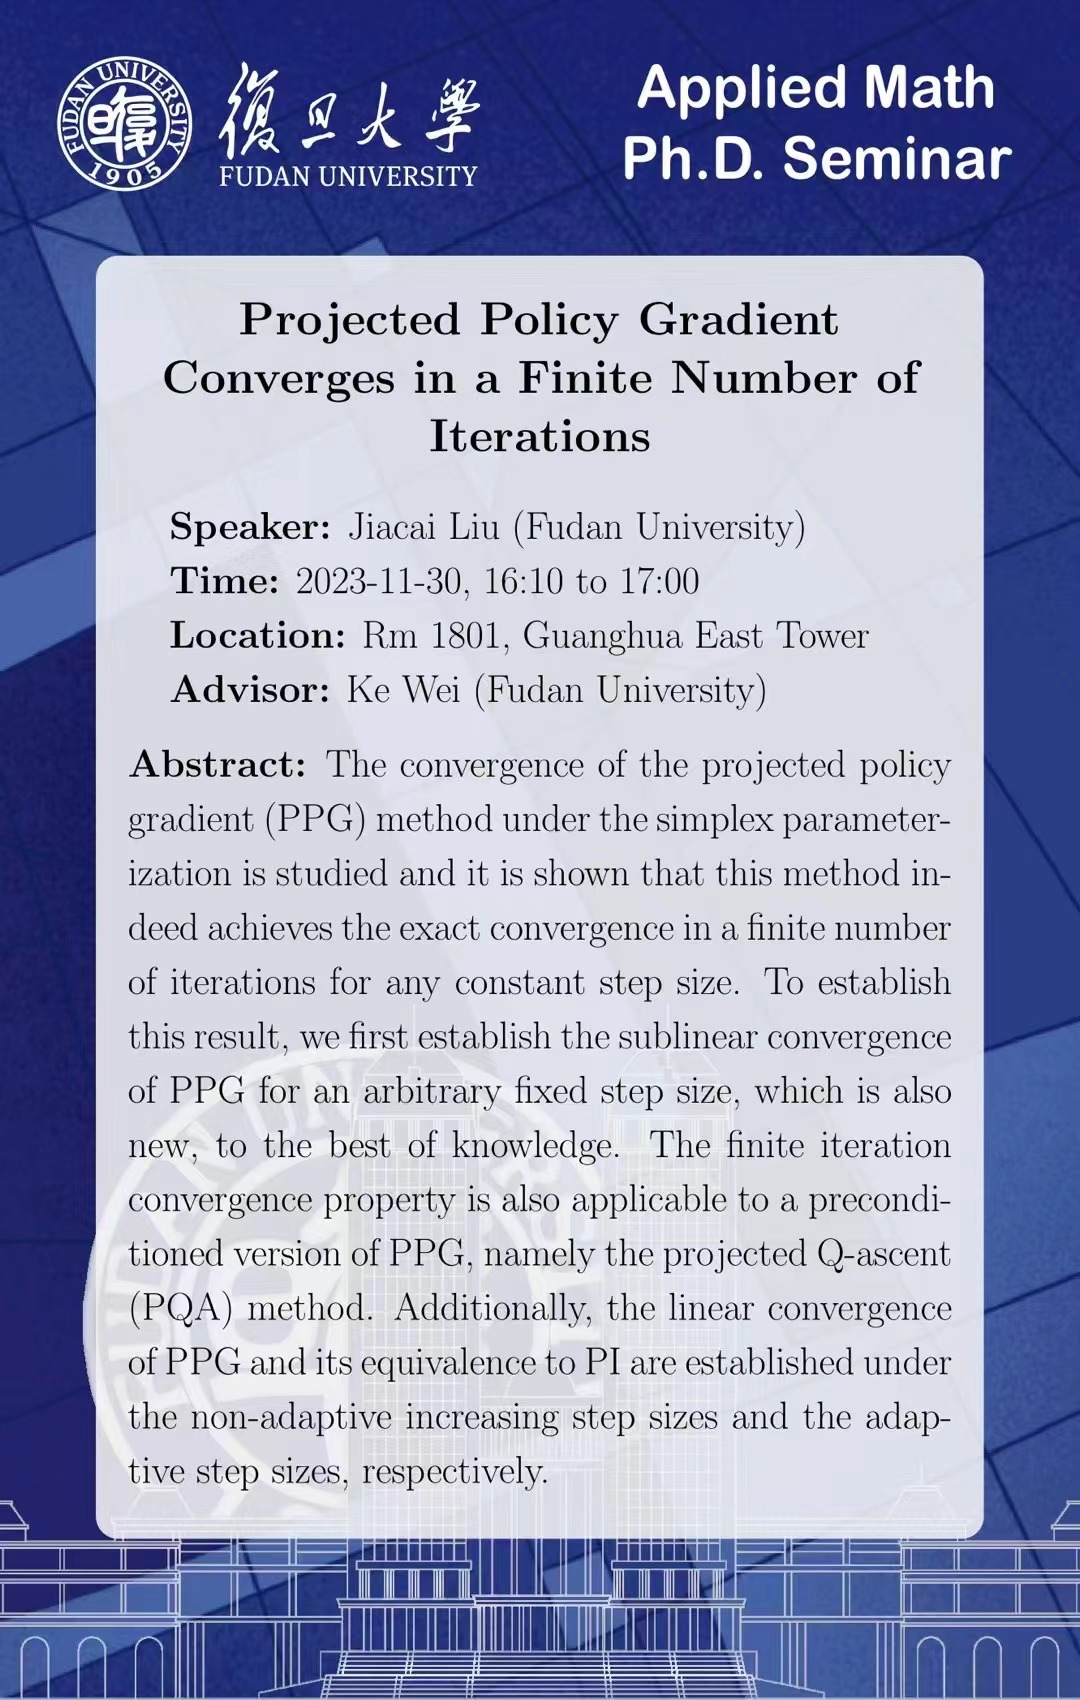 FUDAN UNIVERSITY
1905
復旦大學
FUDAN UNIVERSITY
Applied Math
Ph.D. Seminar
Projected Policy Gradient
Converges in a Finite Number of
Iterations
Speaker: Jiacai Liu (Fudan University)
Time: 2023-11-30, 16:10 to 17:00
Location: Rm 1801, Guanghua East Tower
Advisor: Ke Wei (Fudan University)
Abstract: The convergence of the projected policy
gradient (PPG) method under the simplex parameter-
ization is studied and it is shown that this method in-
deed achieves the exact convergence in a finite number
of iterations for any constant step size. To establish
this result, we first establish the sublinear convergence
of PPG for an arbitrary fixed step size, which is also
new, to the best of knowledge. The finite iteration
convergence property is also applicable to a precondi-
tioned version of PPG, namely the projected Q-ascent
(PQA) method. Additionally, the linear convergence
of PPG and its equivalence to PI are established under
the non-adaptive increasing step sizes and the adap-
tive step sizes, respectively.